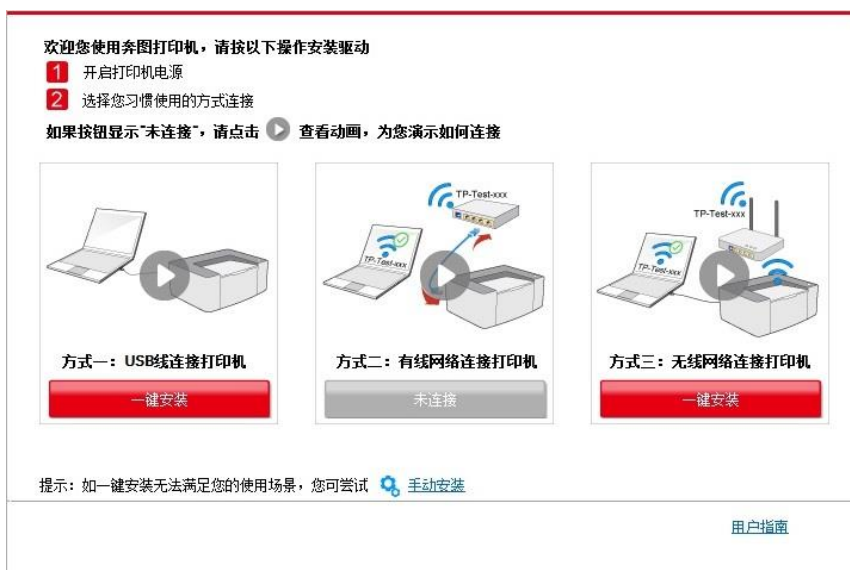 欢迎您使用奔图打印机，请按以下操作安装驱动
1 开启打印机电源
2 选择您习惯使用的方式连接
如果按钮显示"未连接"，请点击 查看动画，为您演示如何连接
TP-Test-xxx
TP-Test-xxx
TP-Test-xxx
TP-Test-xxx
方式一：USB线连接打印机
方式二：有线网络连接打印机
方式三：无线网络连接打印机
一键安装
未连接
一键安装
提示：如一键安装无法满足您的使用场景，您可尝试 手动安装
用户指南